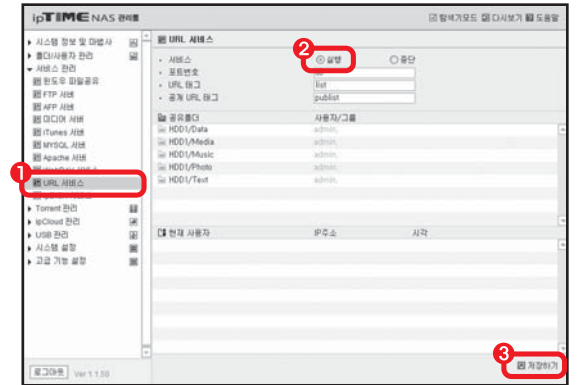 ipTIME NAS 관리툴
탐색기모드 다시보기 도움말
시스템 정보 및 마법사
폴더/사용자 관리
서비스 관리
윈도우 파일공유
FTP 서버
AFP 서버
미디어 서버
iTunes 서버
MYSQL 서버
Apache 서버
URL 서비스
Torrent 관리
ipCloud 관리
USB 관리
시스템 설정
고급 기능 설정
로그아웃 Ver 1.1.50
URL 서비스
서비스 실행 중단
포트번호
URL 태그 list
공개 URL 태그 publist
공유폴더 사용자/그룹
HDD1/Data admin,
HDD1/Media admin,
HDD1/Music admin,
HDD1/Photo admin,
HDD1/Text admin,
현재 사용자 IP주소 시각
저장하기
1
2
3